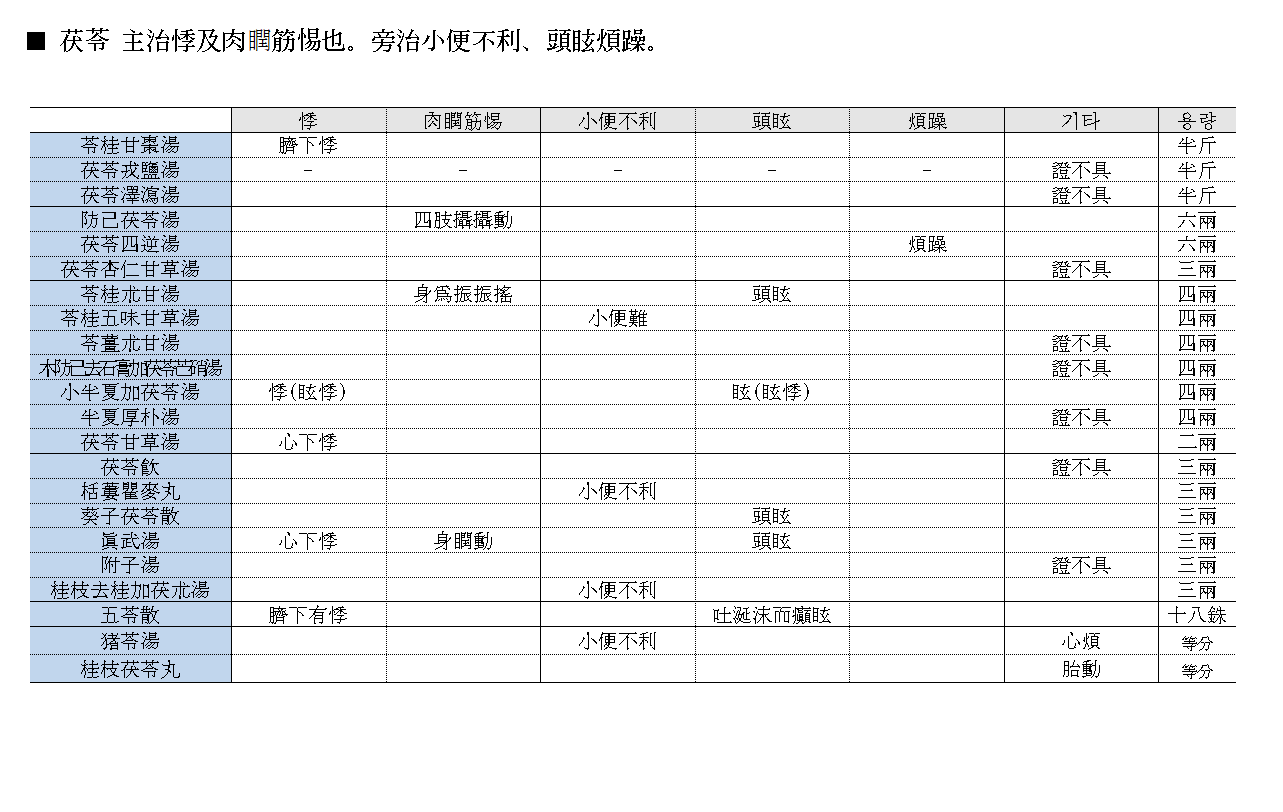 ■ 茯苓 主治悸及肉瞤筋惕也。旁治小便不利、頭眩煩躁。
悸 肉瞤筋惕 小便不利 頭眩 煩躁 기타 용량
苓桂甘棗湯 臍下悸 半斤
茯苓戎鹽湯 - - - - - 證不具 半斤
茯苓澤瀉湯 證不具 半斤
防己茯苓湯 四肢攝攝動 六兩
茯苓四逆湯 煩躁 六兩
茯苓杏仁甘草湯 證不具 三兩
苓桂朮甘湯 身爲振振搖 頭眩 四兩
苓桂五味甘草湯 小便難 四兩
苓薑朮甘湯 證不具 四兩
木防己去石膏加茯苓芒硝湯 證不具 四兩
小半夏加茯苓湯 悸(眩悸) 眩(眩悸) 四兩
半夏厚朴湯 證不具 四兩
茯苓甘草湯 心下悸 二兩
茯苓飮 證不具 三兩
栝蔞瞿麥丸 小便不利 三兩
葵子茯苓散 頭眩 三兩
眞武湯 心下悸 身瞤動 頭眩 三兩
附子湯 證不具 三兩
桂枝去桂加茯朮湯 小便不利 三兩
五苓散 臍下有悸 吐涎沫而癲眩 十八銖
猪苓湯 小便不利 心煩 等分
桂枝茯苓丸 胎動 等分